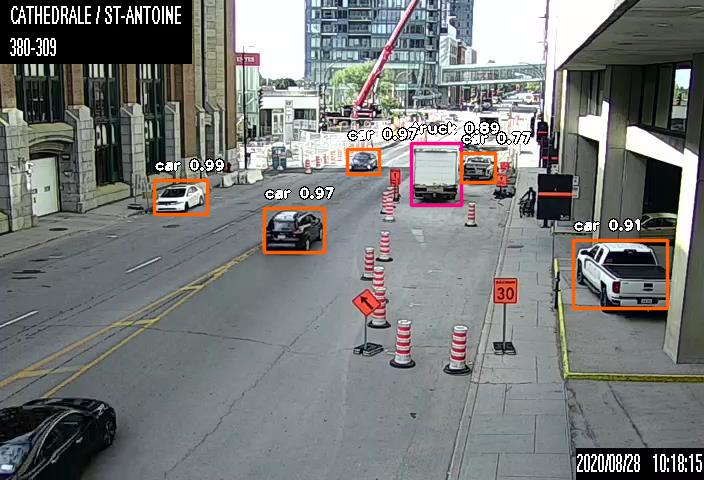 CATHEDRALE / ST-ANTOINE
380-309
car 0.97
truck 0.89
car 0.77
car 0.99
car 0.97
car 0.91
30
2020/08/28 10:18:15